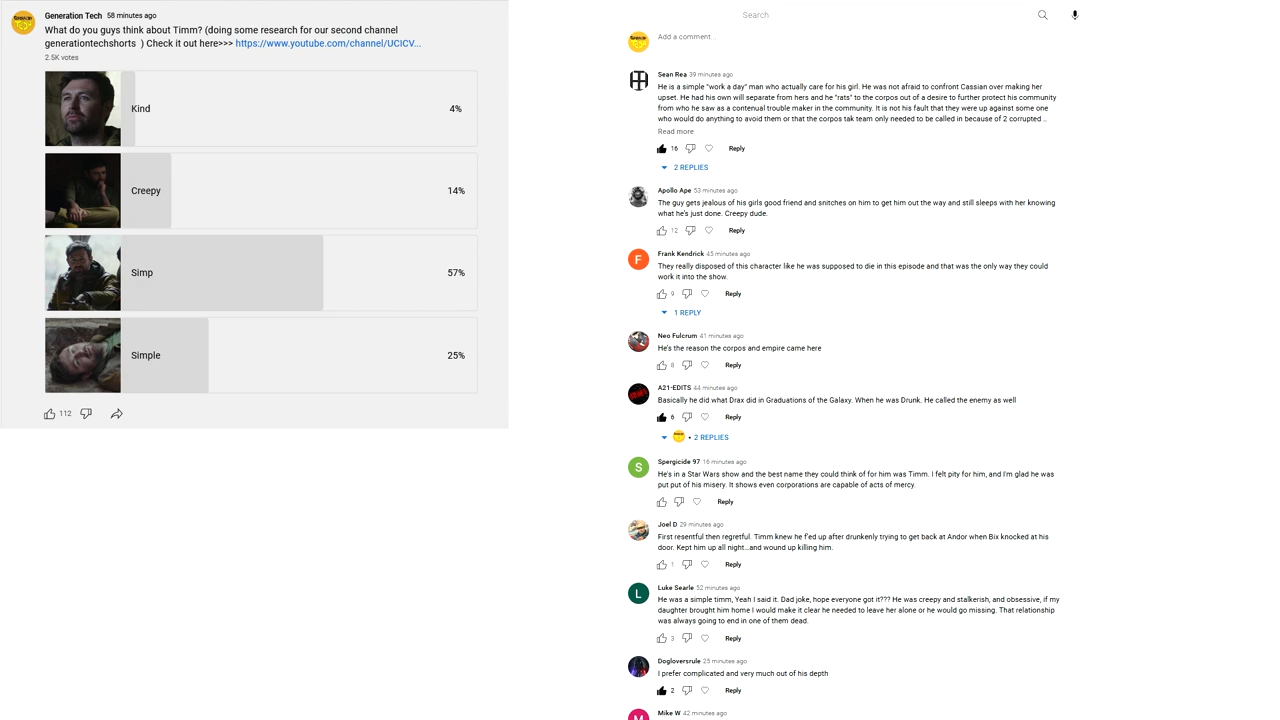 Generation Tech 58 minutes ago
What do you guys think about Timm? (doing some research for our second channel
generationtechshorts ) Check it out here>>> https://www.youtube.com/channel/UCICV...
2.5K votes
Kind 4%
Creepy 14%
Simp 57%
Simple 25%
112
Search
Add a comment...
Sean Rea 39 minutes ago
He is a simple "work a day" man who actually care for his girl. He was not afraid to confront Cassian over making her
upset. He had his own will separate from hers and he "rats" to the corpos out of a desire to further protect his community
from who he saw as a contenual trouble maker in the community. It is not his fault that they were up against some one
who would do anything to avoid them or that the corpos tak team only needed to be called in because of 2 corrupted ...
Read more
16 Reply
2 REPLIES
Apollo Ape 53 minutes ago
The guy gets jealous of his girls good friend and snitches on him to get him out the way and still sleeps with her knowing
what he's just done. Creepy dude.
12 Reply
F
Frank Kendrick 45 minutes ago
They really disposed of this character like he was supposed to die in this episode and that was the only way they could
work it into the show.
9 Reply
1 REPLY
Neo Fulcrum 41 minutes ago
He's the reason the corpos and empire came here
8 Reply
A21-EDITS 44 minutes ago
Basically he did what Drax did in Graduations of the Galaxy. When he was Drunk. He called the enemy as well
6 Reply
• 2 REPLIES
S
Spergicide 97 16 minutes ago
He's in a Star Wars show and the best name they could think of for him was Timm. I felt pity for him, and I'm glad he was
put put of his misery. It shows even corporations are capable of acts of mercy.
Reply
Joel D 29 minutes ago
First resentful then regretful. Timm knew he f'ed up after drunkenly trying to get back at Andor when Bix knocked at his
door. Kept him up all night...and wound up killing him.
1 Reply
L
Luke Searle 52 minutes ago
He was a simple timm, Yeah I said it. Dad joke, hope everyone got it??? He was creepy and stalkerish, and obsessive, if my
daughter brought him home I would make it clear he needed to leave her alone or he would go missing. That relationship
was always going to end in one of them dead.
3 Reply
Dogloversrule 25 minutes ago
I prefer complicated and very much out of his depth
2 Reply
M
Mike W 42 minutes ago